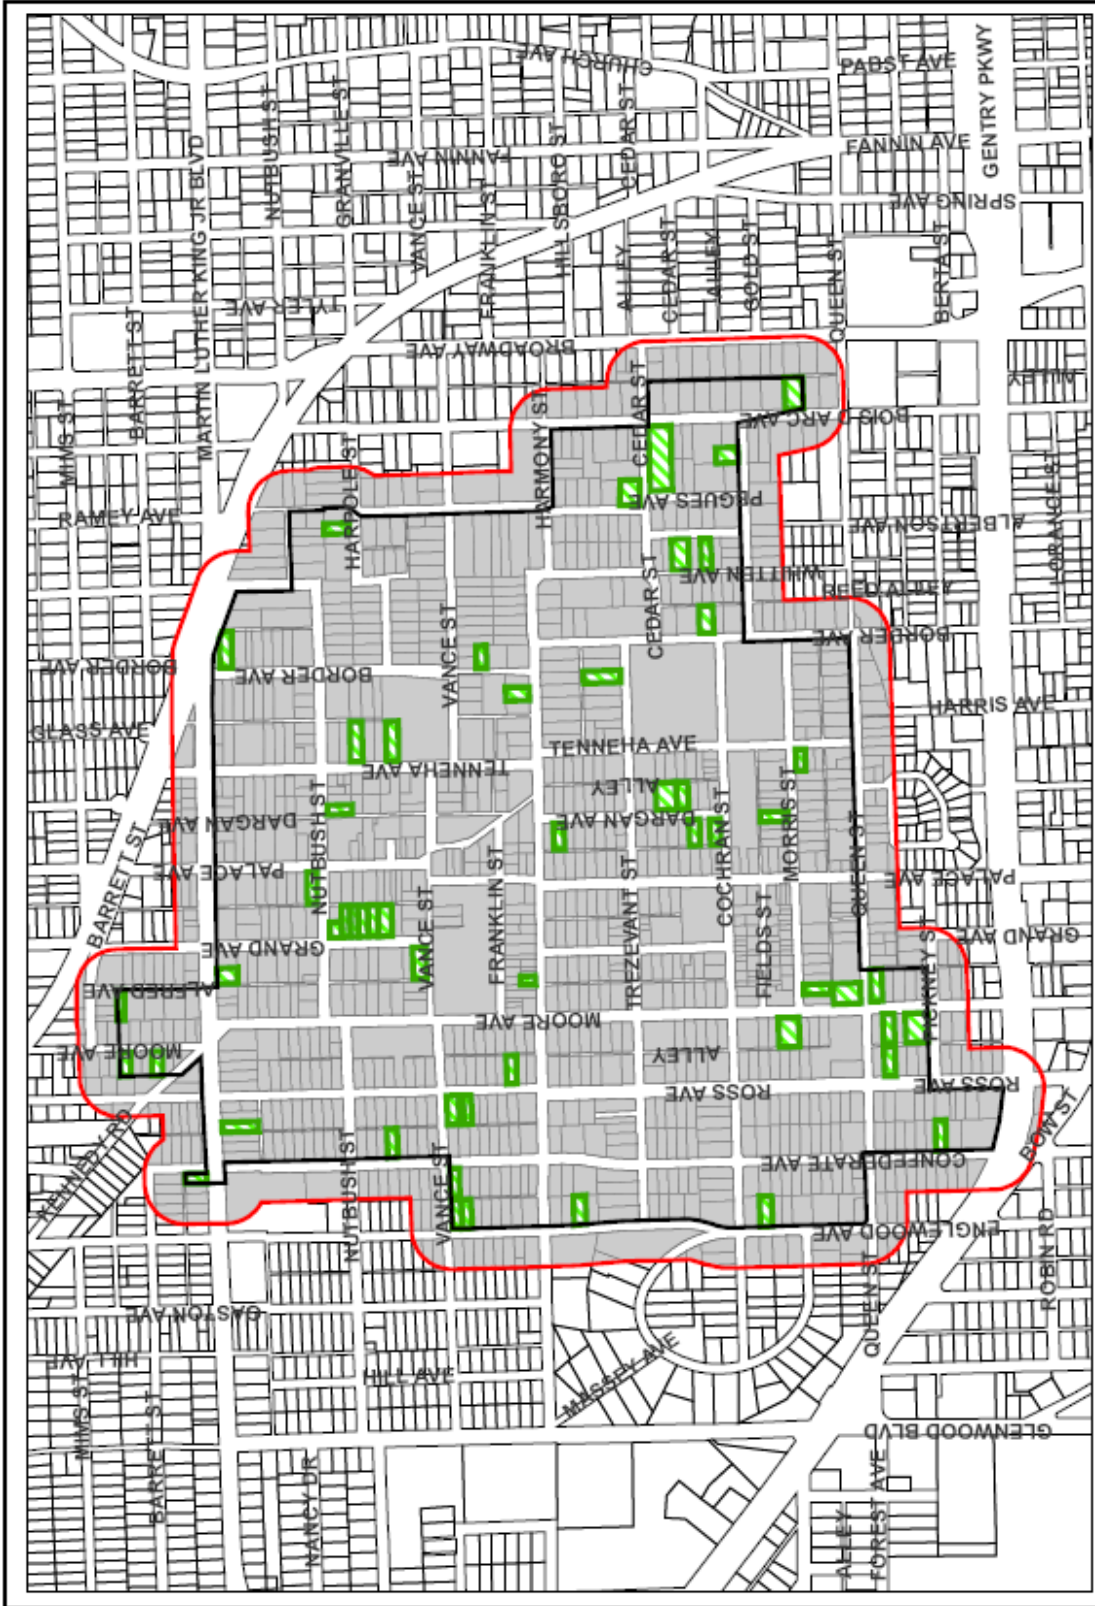 CHURCH AVE
PABST AVE
GENTRY PKWY
NUTBUSH ST
GRANVILLE ST
MARTIN LUTHER KING JR BLVD
FANNIN AVE
HILLSBORO ST
CEDAR ST
FANNIN AVE
VANCE ST
FRANKLIN ST
SPRING AVE
ALLEY
CEDAR ST
ALLEY
GOLD ST
QUEEN ST
BERTA ST
TYLER AVE
BARRETT ST
BROADWAY AVE
ALLEY
MIMS ST
CEDAR ST
BOIS D ARC AVE
HARPOLE ST
HARMONY ST
RAMEY AVE
PEGUES AVE
ALBERTSON AVE
LORANCE ST
CEDAR ST
WHITTEN AVE
REED ALLEY
BORDER AVE
BORDER AVE
BORDER AVE
VANCE ST
HARRIS AVE
GLASS AVE
TENNEHA AVE
TENNEHA AVE
ALLEY
DARGAN AVE
NUTBUSH ST
DARGAN AVE
COCHRAN ST
MORRIS ST
QUEEN ST
BARRETT ST
PALACE AVE
FRANKLIN ST
PALACE AVE
GRAND AVE
VANCE ST
TREZEVANT ST
FIELDS ST
PICKNEY ST
GRAND AVE
ALFRED AVE
MOORE AVE
MOORE AVE
ALLEY
ROSS AVE
ROSS AVE
KENNEDY RD
BOW ST
NUTBUSH ST
VANCE ST
CONFEDERATE AVE
ENGLEWOOD AVE
ROBIN RD
GASTON AVE
QUEEN ST
HILL AVE
HILL AVE
MASSEY AVE
MIMS ST
BARRETT ST
GLENWOOD BLVD
NANCY DR
ALLEY
FOREST AVE